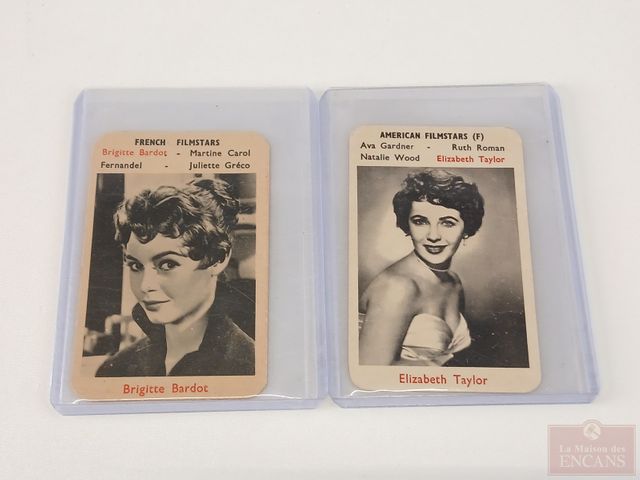 FRENCH FILMSTARS
Brigitte Bardot - Martine Carol
Fernandel - Juliette Gréco
Brigitte Bardot
AMERICAN FILMSTARS (F)
Ava Gardner - Ruth Roman
Natalie Wood Elizabeth Taylor
Elizabeth Taylor
La Maison des
ENCANS